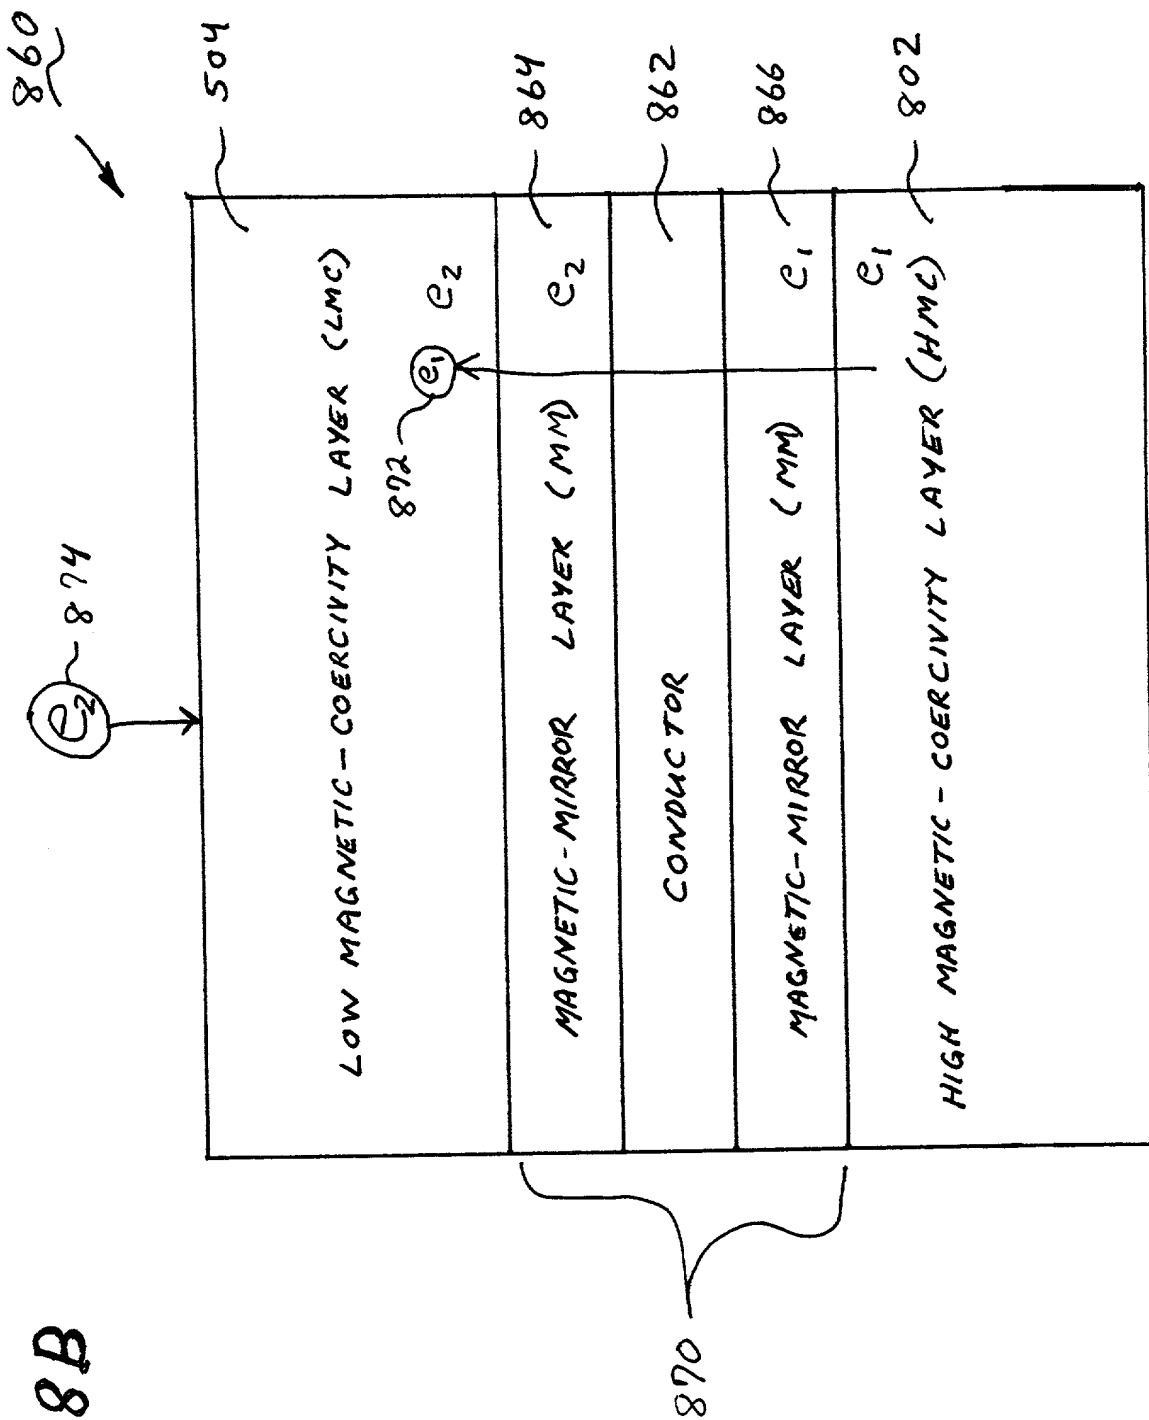 8B
860
e2
874
504
LOW MAGNETIC-COERCIVITY LAYER (LMC)
872
e1
e2
MAGNETIC-MIRROR LAYER (MM)
e2
864
CONDUCTOR
862
MAGNETIC-MIRROR LAYER (MM)
e1
866
e1
HIGH MAGNETIC-COERCIVITY LAYER (HMC)
802
870